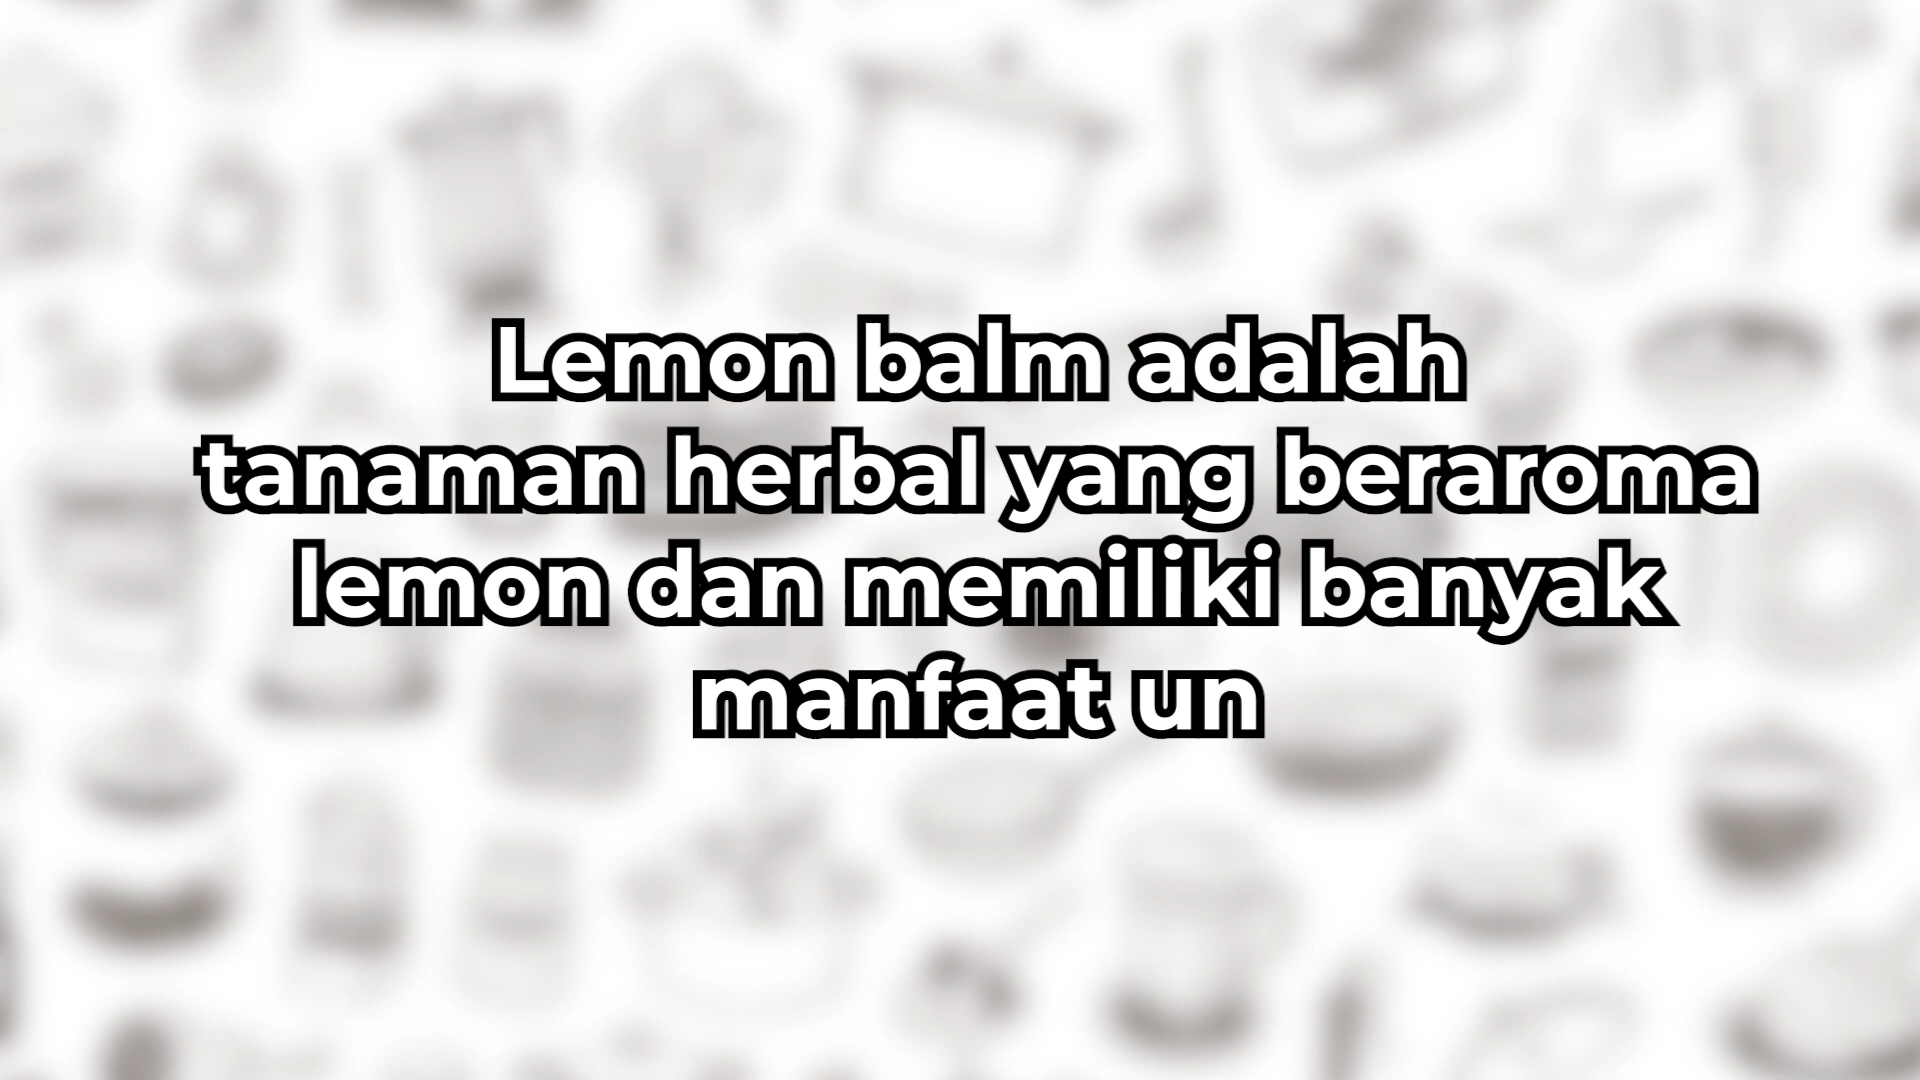 Lemon balm adalah
tanaman herbal yang beraroma
lemon dan memiliki banyak
manfaat un